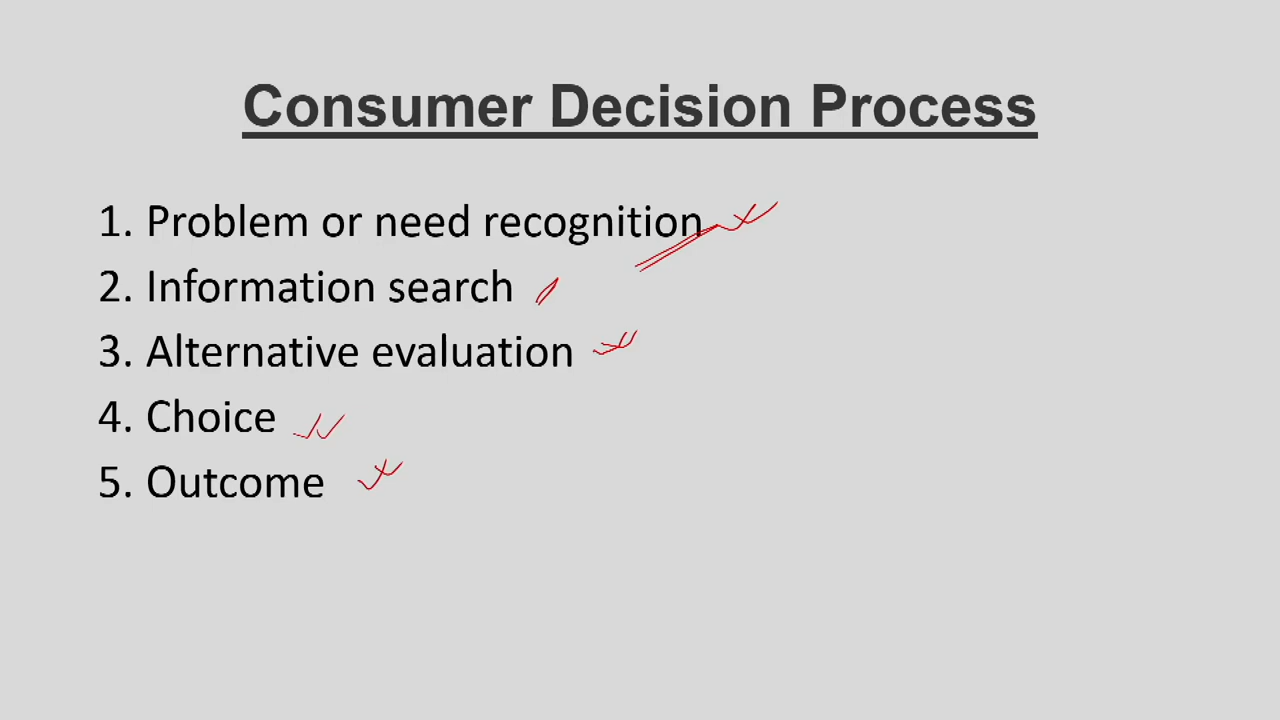 Consumer Decision Process
1. Problem or need recognition
2. Information search
3. Alternative evaluation
4. Choice
5. Outcome